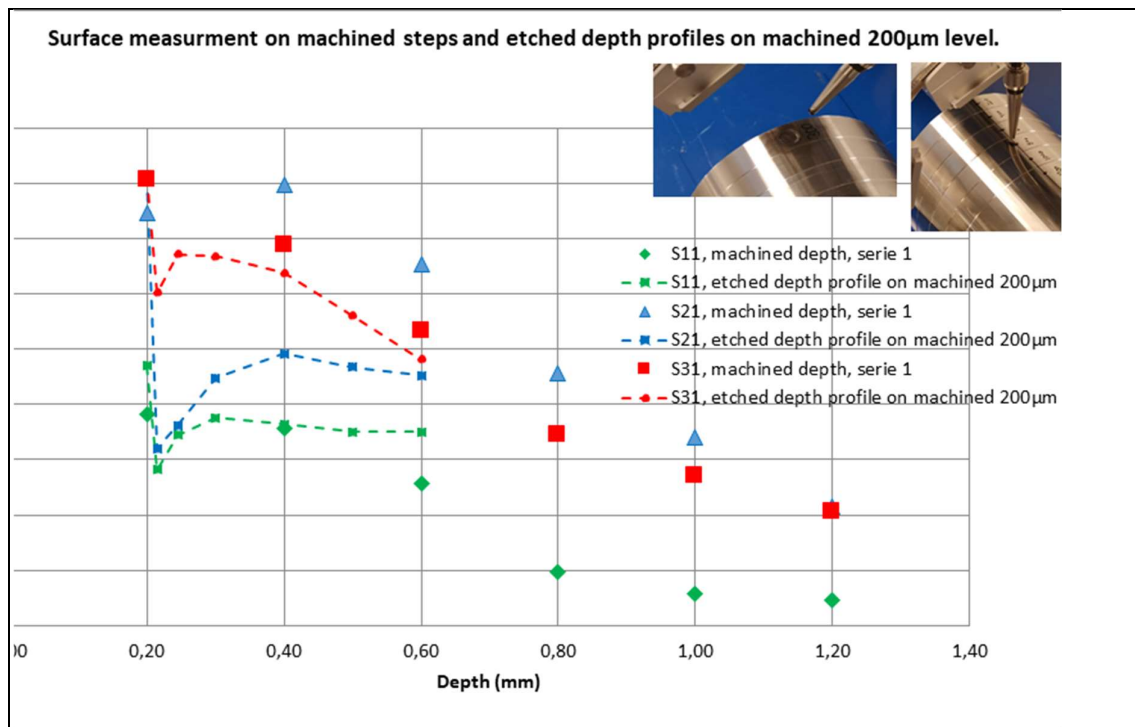 Surface measurment on machined steps and etched depth profiles on machined 200µm level.
S11, machined depth, serie 1
S11, etched depth profile on machined 200µm
S21, machined depth, serie 1
S21, etched depth profile on machined 200µm
S31, machined depth, serie 1
S31, etched depth profile on machined 200µm
00 0,20 0,40 0,60 0,80 1,00 1,20 1,40
Depth (mm)